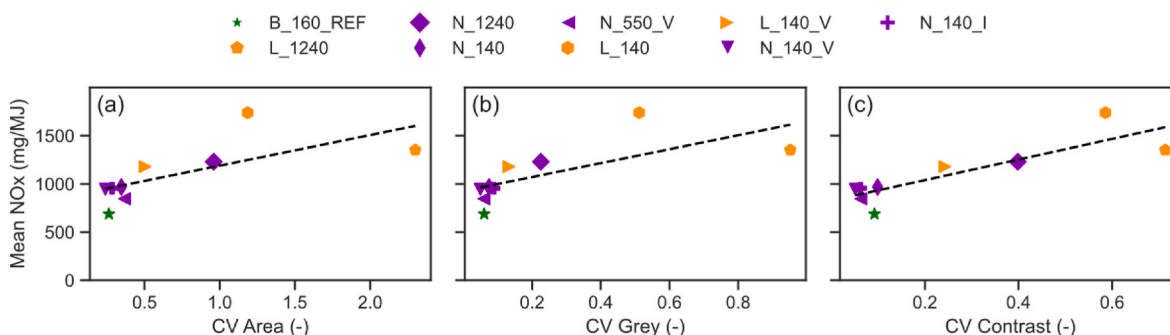 B_160_REF N_1240 N_550_V L_140_V N_140_I
L_1240 N_140 L_140 N_140_V
(a) (b) (c)
Mean NOx (mg/MJ)
1500
1000
500
0
0.5 1.0 1.5 2.0 0.2 0.4 0.6 0.8 0.2 0.4 0.6
CV Area (-) CV Grey (-) CV Contrast (-)